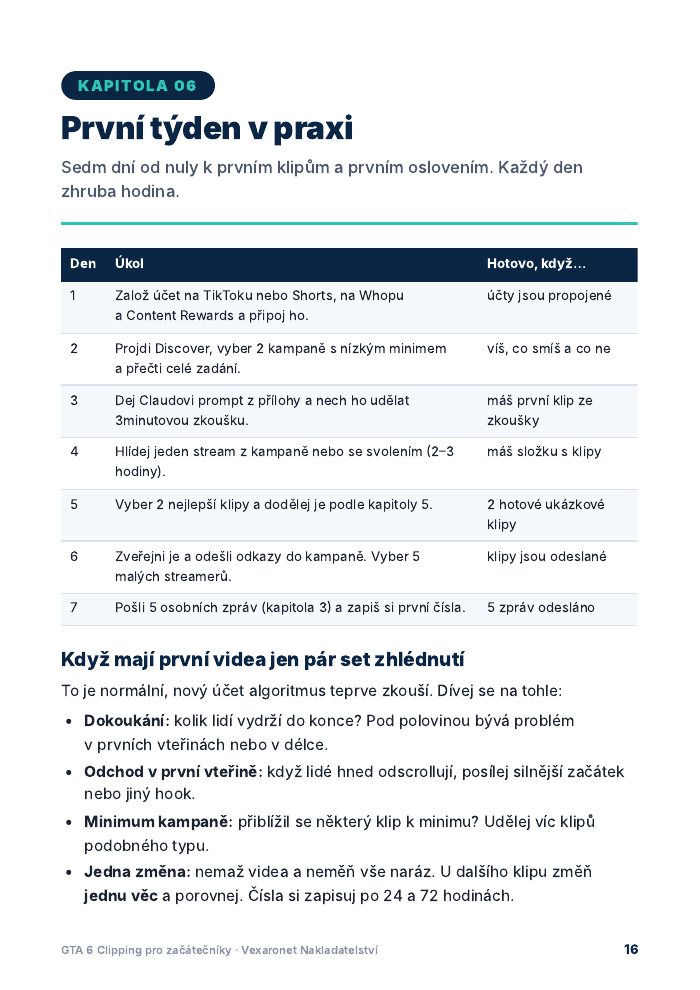 KAPITOLA 06
První týden v praxi
Sedm dní od nuly k prvním klipům a prvním oslovením. Každý den
zhruba hodina.
Den Úkol Hotovo, když…
1 Založ účet na TikToku nebo Shorts, na Whopu účty jsou propojené
a Content Rewards a připoj ho.
2 Projdi Discover, vyber 2 kampaně s nízkým minimem víš, co smíš a co ne
a přečti celé zadání.
3 Dej Claudovi prompt z přílohy a nech ho udělat máš první klip ze
3minutovou zkoušku. zkoušky
4 Hlídej jeden stream z kampaně nebo se svolením (2–3 máš složku s klipy
hodiny).
5 Vyber 2 nejlepší klipy a dodělej je podle kapitoly 5. 2 hotové ukázkové
klipy
6 Zveřejni je a odešli odkazy do kampaně. Vyber 5 klipy jsou odeslané
malých streamerů.
7 Pošli 5 osobních zpráv (kapitola 3) a zapiš si první čísla. 5 zpráv odesláno
Když mají první videa jen pár set zhlédnutí
To je normální, nový účet algoritmus teprve zkouší. Dívej se na tohle:
• Dokoukání: kolik lidí vydrží do konce? Pod polovinou bývá problém
v prvních vteřinách nebo v délce.
• Odchod v první vteřině: když lidé hned odscrollují, posílej silnější začátek
nebo jiný hook.
• Minimum kampaně: přiblížil se některý klip k minimu? Udělej víc klipů
podobného typu.
• Jedna změna: nemaž videa a neměň vše naráz. U dalšího klipu změň
jednu věc a porovnej. Čísla si zapisuj po 24 a 72 hodinách.
GTA 6 Clipping pro začátečníky · Vexaronet Nakladatelství 16